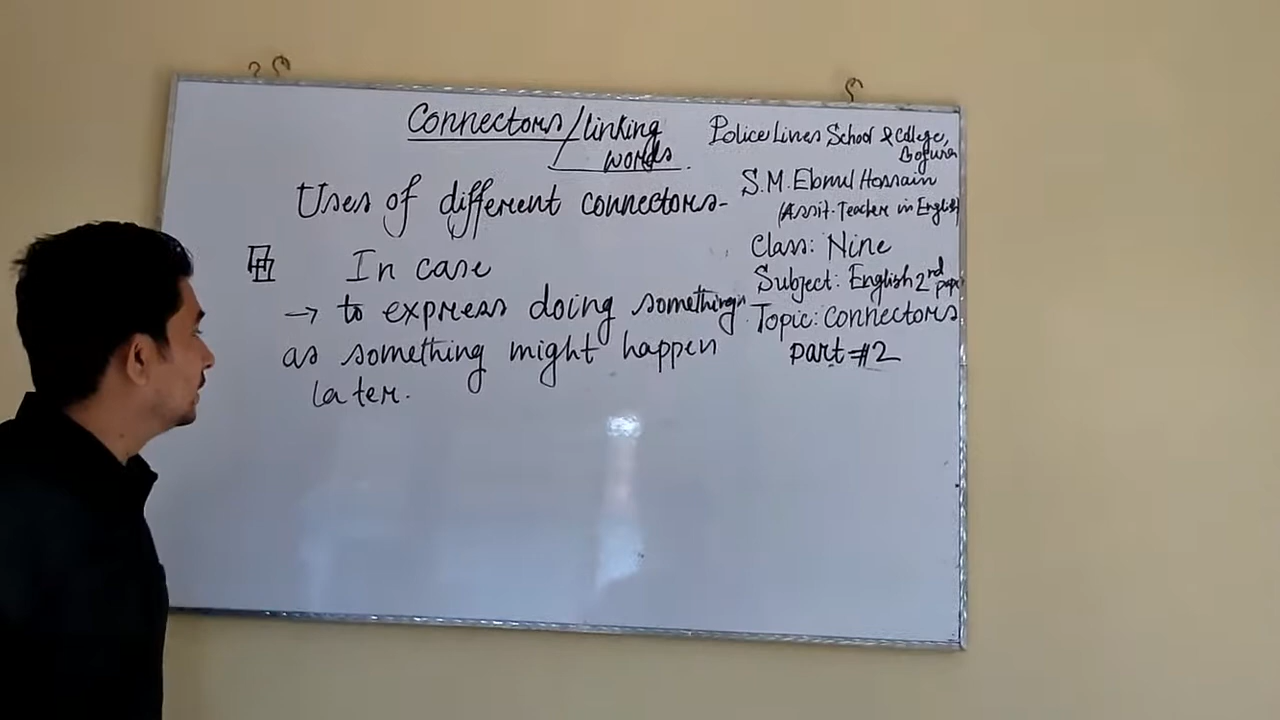 Connectors/linking
words.
Uses of different connectors-
In case
→ to express doing something
as something might happen
later.
Police Lines School & College,
Bogura
S.M. Ebnul Hossain
(Assit. Teacher in English)
Class: Nine
Subject: English 2nd paper
Topic: Connectors
Part #2